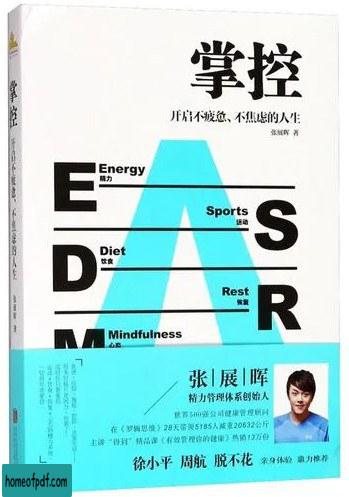 掌控
开启不疲惫、不焦虑的人生
张展晖 著
Energy
精力
E
Sports
运动
S
Diet
饮食
D
Rest
恢复
R
Mindfulness
心态
M
A
张展晖
精力管理体系创始人
世界500强公司健康管理顾问
在《罗辑思维》28天带领5185人减重20632公斤
主讲“得到”精品课《有效管理你的健康》热销13万份
徐小平 周航 脱不花 亲身体验 鼎力推荐
掌控
开启不疲惫、不焦虑的人生
张展晖 著
homeofpdf.com